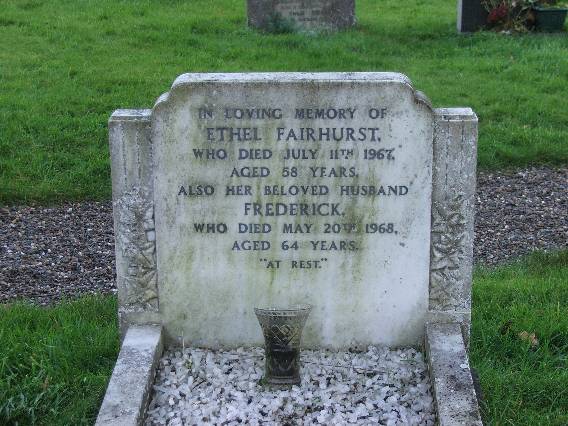 IN LOVING MEMORY OF
ETHEL FAIRHURST.
WHO DIED JULY 11TH 1967,
AGED 58 YEARS.
ALSO HER BELOVED HUSBAND
FREDERICK.
WHO DIED MAY 20TH 1968,
AGED 64 YEARS.
"AT REST."